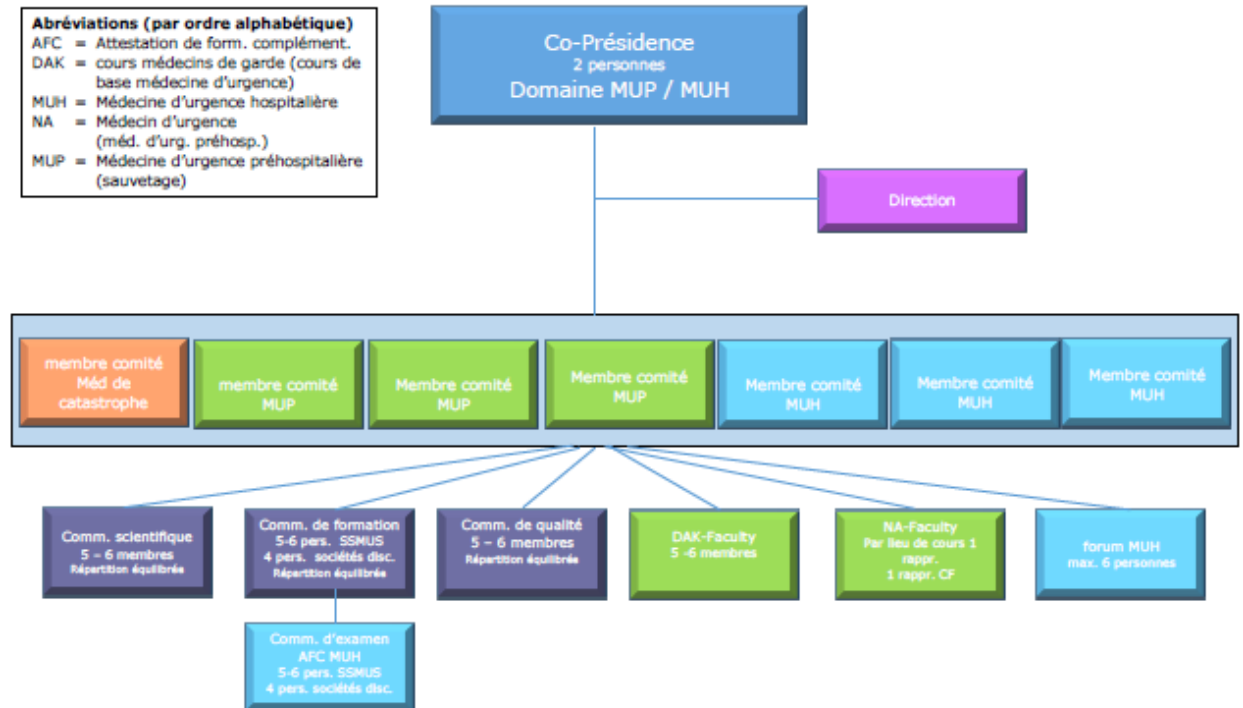 Abréviations (par ordre alphabétique)
AFC = Attestation de form. complément.
DAK = cours médecins de garde (cours de
base médecine d'urgence)
MUH = Médecine d'urgence hospitalière
NA = Médecin d'urgence
(méd. d'urg. préhosp.)
MUP = Médecine d'urgence préhospitalière
(sauvetage)
Co-Présidence
2 personnes
Domaine MUP / MUH
Direction
membre comité
Méd de
catastrophe
membre comité
MUP
Membre comité
MUP
Membre comité
MUP
Membre comité
MUH
Membre comité
MUH
Membre comité
MUH
Comm. scientifique
5 – 6 membres
Répartition équilibrée
Comm. de formation
5-6 pers. SSMUS
4 pers. sociétés disc.
Répartition équilibrée
Comm. de qualité
5 – 6 membres
Répartition équilibrée
DAK-Faculty
5 -6 membres
NA-Faculty
Par lieu de cours 1
rappr.
1 rappr. CF
forum MUH
max. 6 personnes
Comm. d'examen
AFC MUH
5-6 pers. SSMUS
4 pers. sociétés disc.